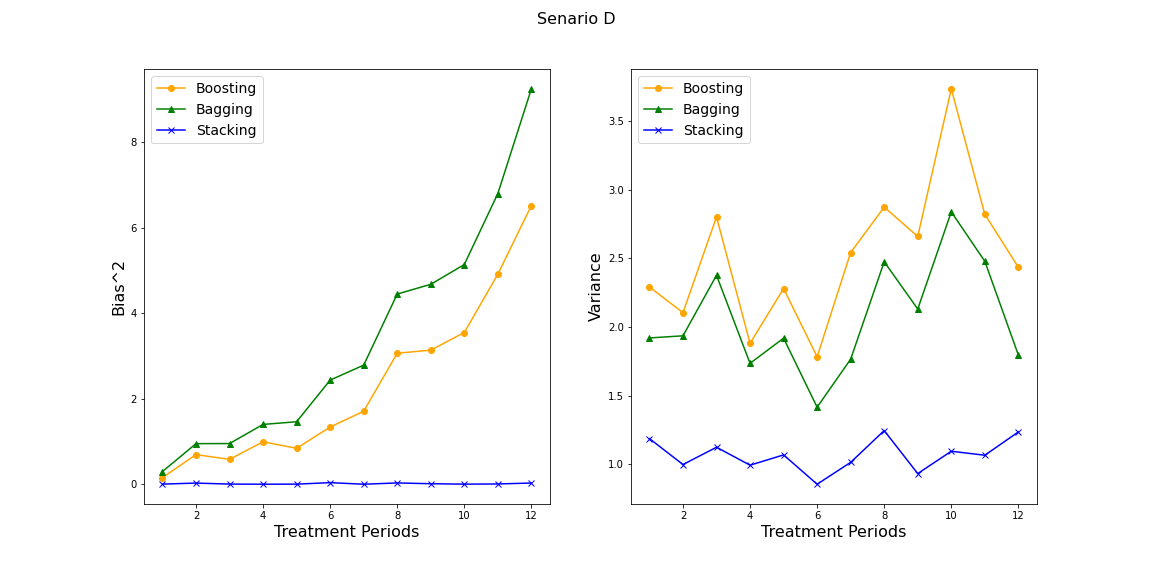 Senario D
Boosting
Bagging
Stacking
8
6
4
2
0
Bias^2
2 4 6 8 10 12
Treatment Periods
Boosting
Bagging
Stacking
3.5
3.0
2.5
2.0
1.5
1.0
Variance
2 4 6 8 10 12
Treatment Periods